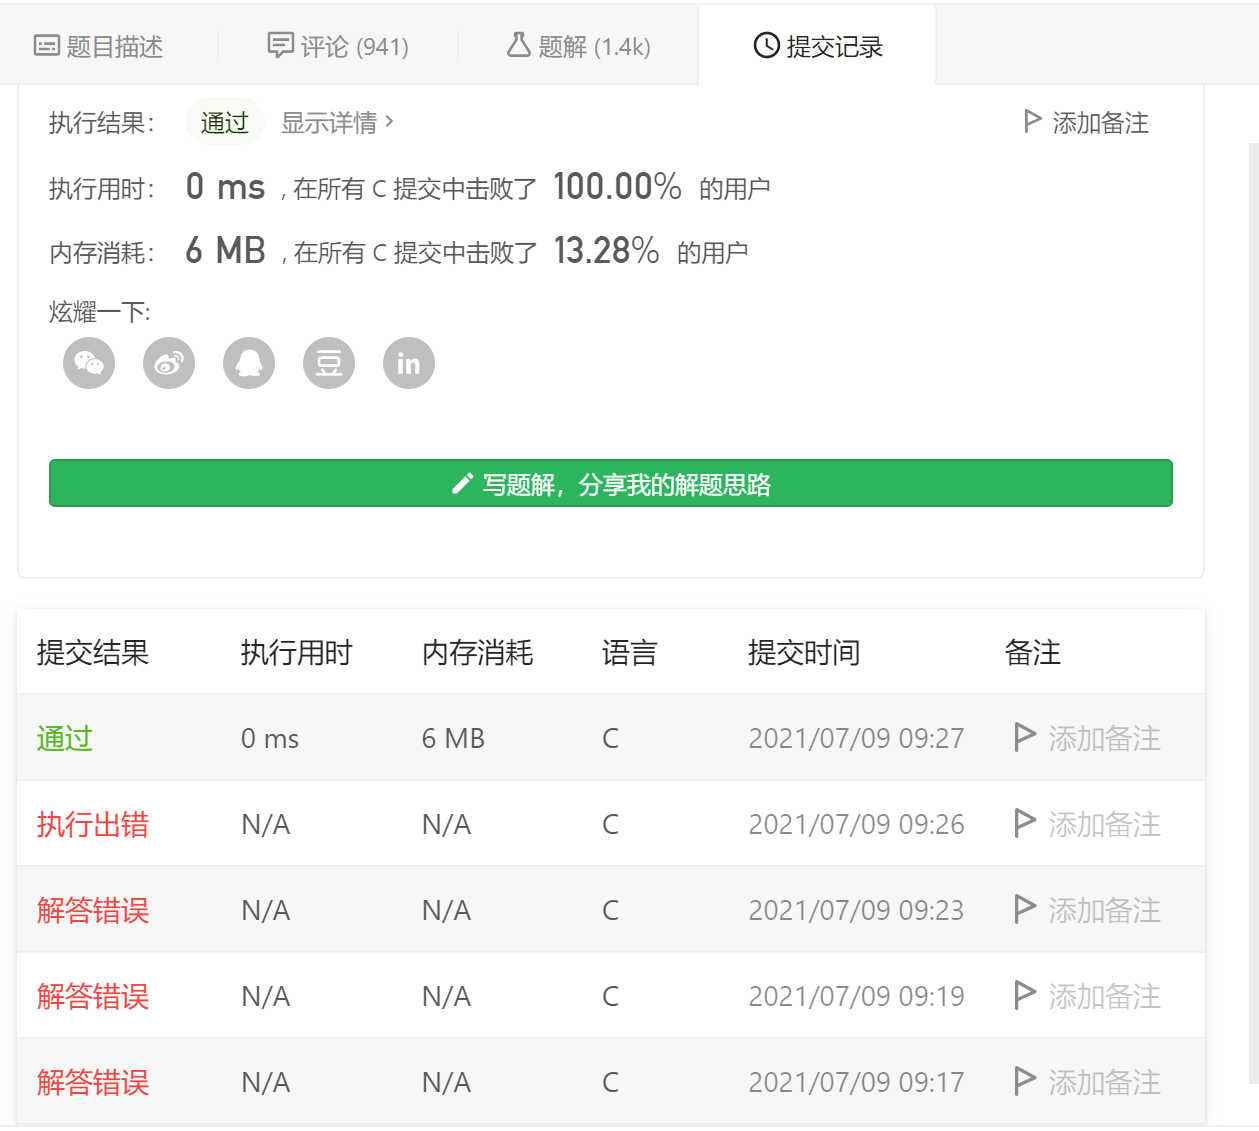 题目描述 评论 (941) 题解 (1.4k) 提交记录
执行结果： 通过 显示详情 > 添加备注
执行用时： 0 ms , 在所有 C 提交中击败了 100.00% 的用户
内存消耗： 6 MB , 在所有 C 提交中击败了 13.28% 的用户
炫耀一下:
豆 in
写题解，分享我的解题思路
提交结果 执行用时 内存消耗 语言 提交时间 备注
通过 0 ms 6 MB C 2021/07/09 09:27 添加备注
执行出错 N/A N/A C 2021/07/09 09:26 添加备注
解答错误 N/A N/A C 2021/07/09 09:23 添加备注
解答错误 N/A N/A C 2021/07/09 09:19 添加备注
解答错误 N/A N/A C 2021/07/09 09:17 添加备注